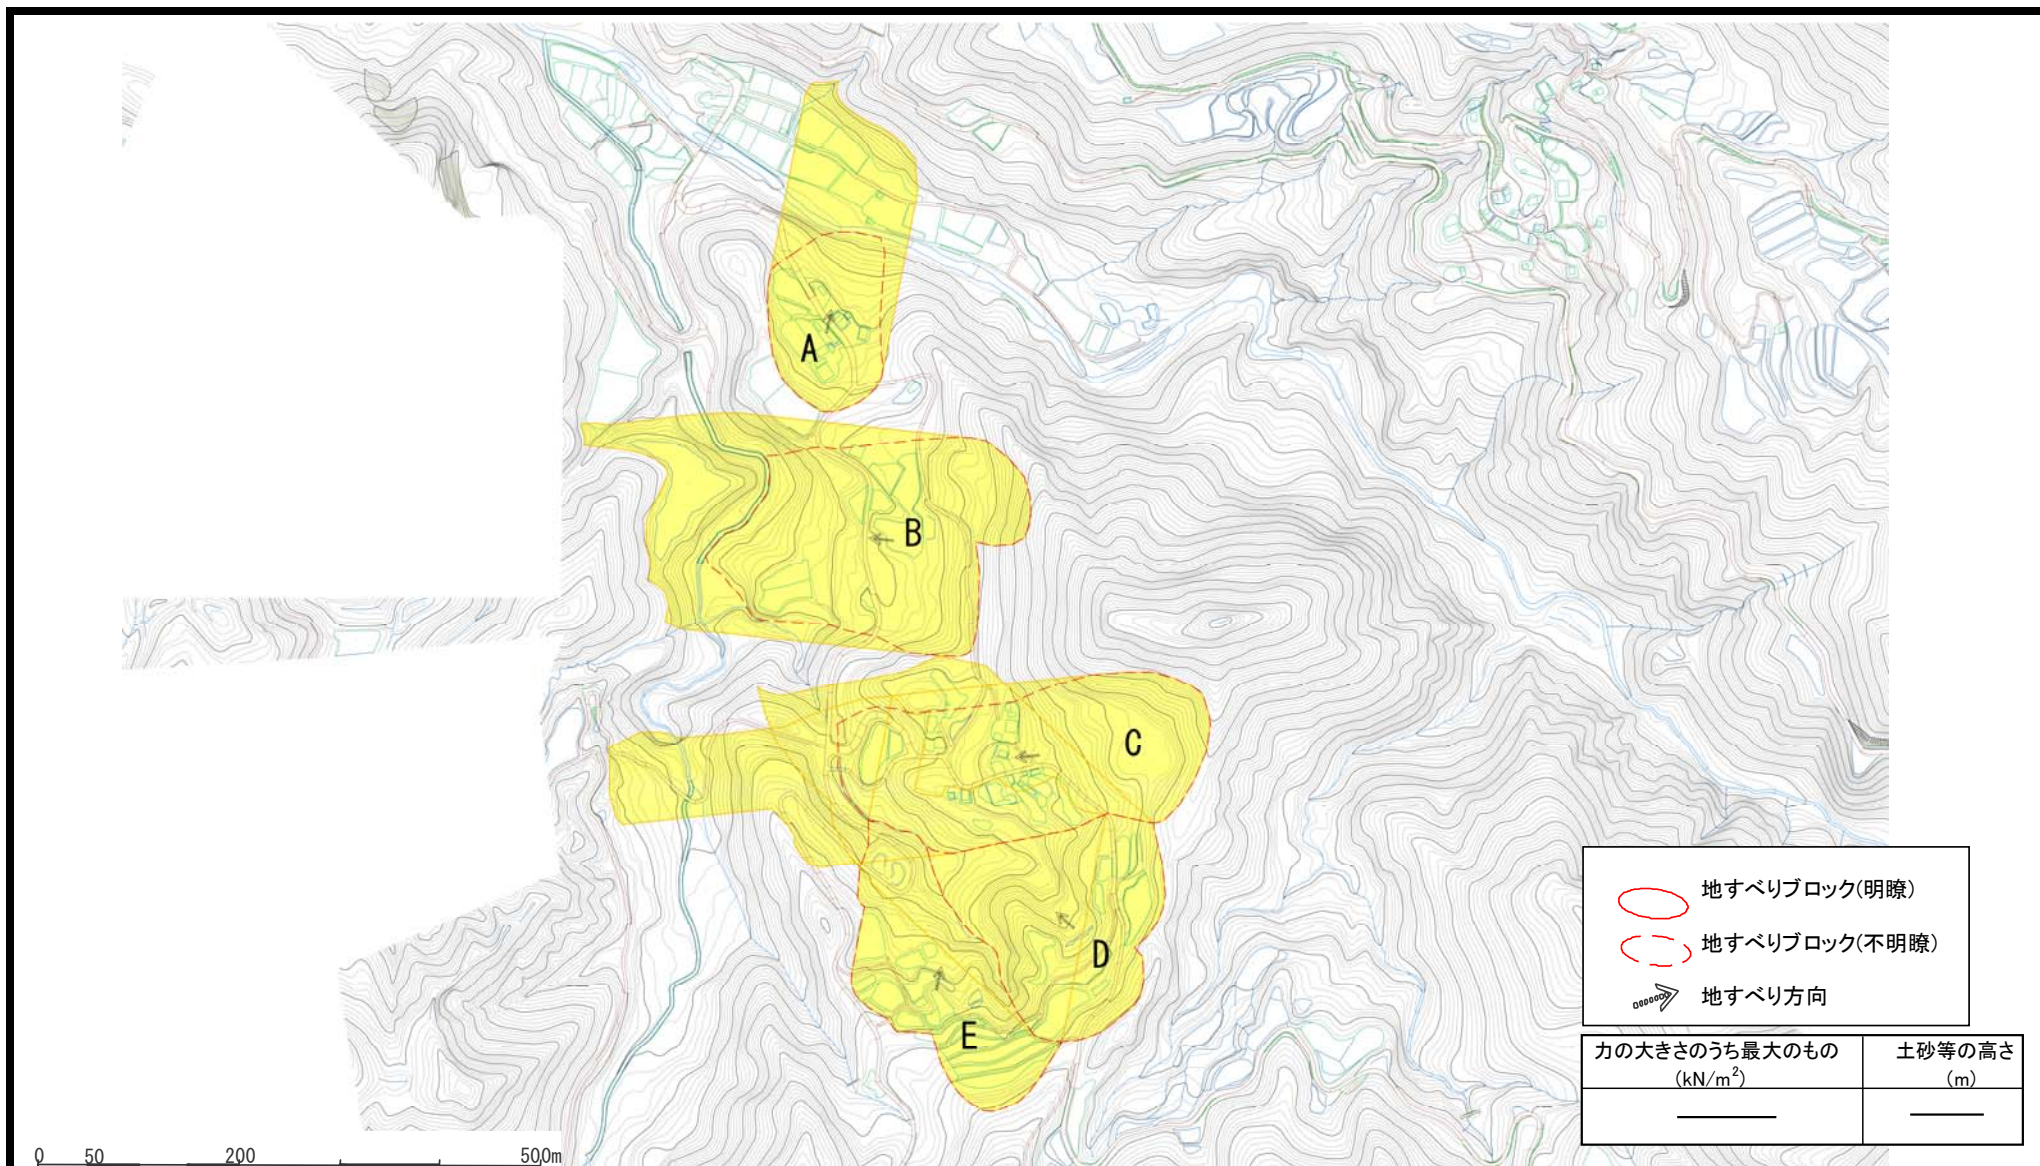 A
B
C
D
E
地すべりブロック(明瞭)
地すべりブロック(不明瞭)
地すべり方向
力の大きさのうち最大のもの 土砂等の高さ
(kN/m²) (m)
0 50 200 500m